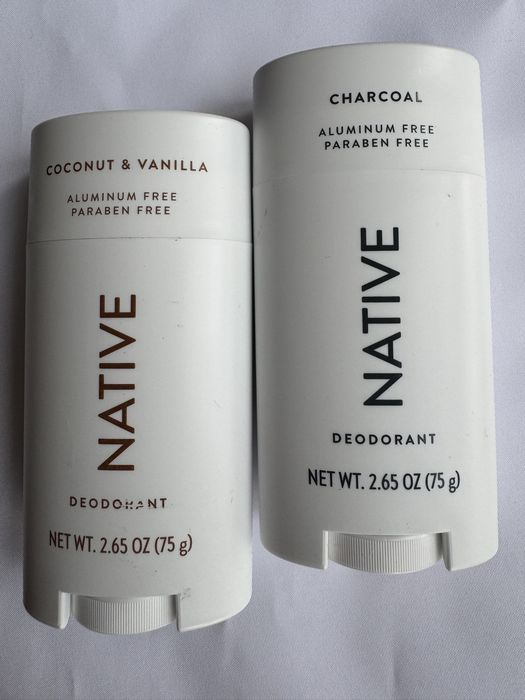 COCONUT & VANILLA
ALUMINUM FREE
PARABEN FREE
NATIVE
DEODORANT
NET WT. 2.65 OZ (75 g)
CHARCOAL
ALUMINUM FREE
PARABEN FREE
NATIVE
DEODORANT
NET WT. 2.65 OZ (75 g)